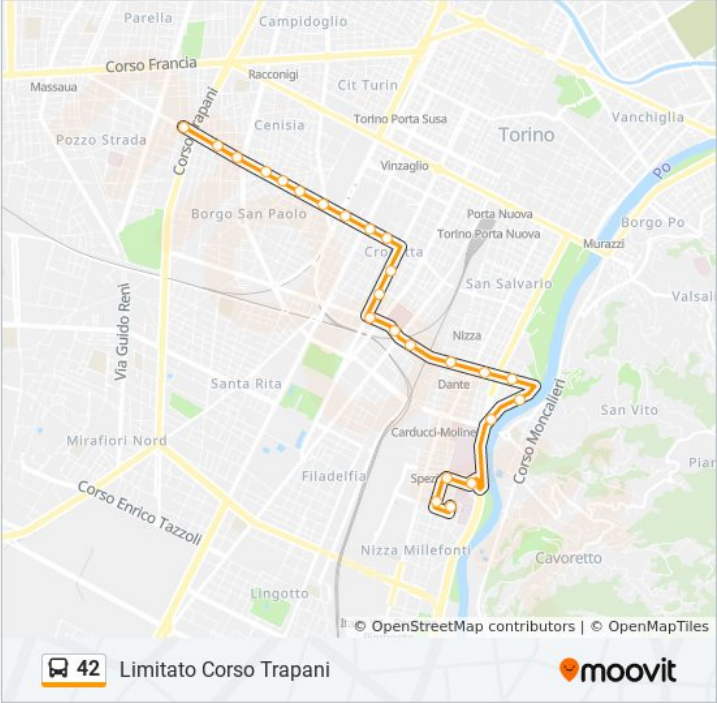 Parella
Campidoglio
Corso Francia
Racconigi
Massaua
Cit Turin
Corso Trapani
Cenisia
Torino Porta Susa
Vanchiglia
Pozzo Strada
Torino
Vinzaglio
Po
Borgo San Paolo
Porta Nuova
Borgo Po
Torino Porta Nuova
Murazzi
Crocetta
San Salvario
Valsal
Via Guido Reni
Nizza
Santa Rita
Dante
Corso Moncalieri
San Vito
Carducci-Moline
Mirafiori Nord
Pian
Filadelfia
Spez
Corso Enrico Tazzoli
Nizza Millefonti
Cavoretto
Lingotto
© OpenStreetMap contributors | © OpenMapTiles
42 Limitato Corso Trapani
moovit